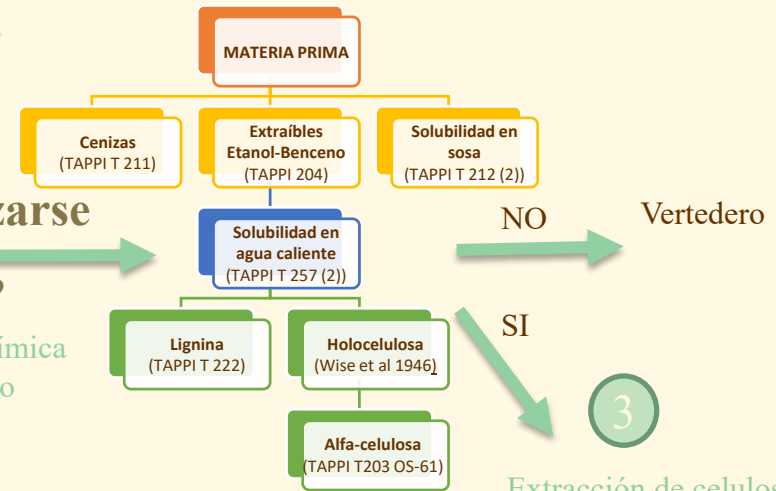 MATERIA PRIMA
Cenizas
(TAPPI T 211)
Extraíbles
Etanol-Benceno
(TAPPI 204)
Solubilidad en
sosa
(TAPPI T 212 (2))
Solubilidad en
agua caliente
(TAPPI T 257 (2))
Lignina
(TAPPI T 222)
Holocelulosa
(Wise et al 1946)
Alfa-celulosa
(TAPPI T203 OS-61)
NO
Vertedero
SI
3
Extracción de